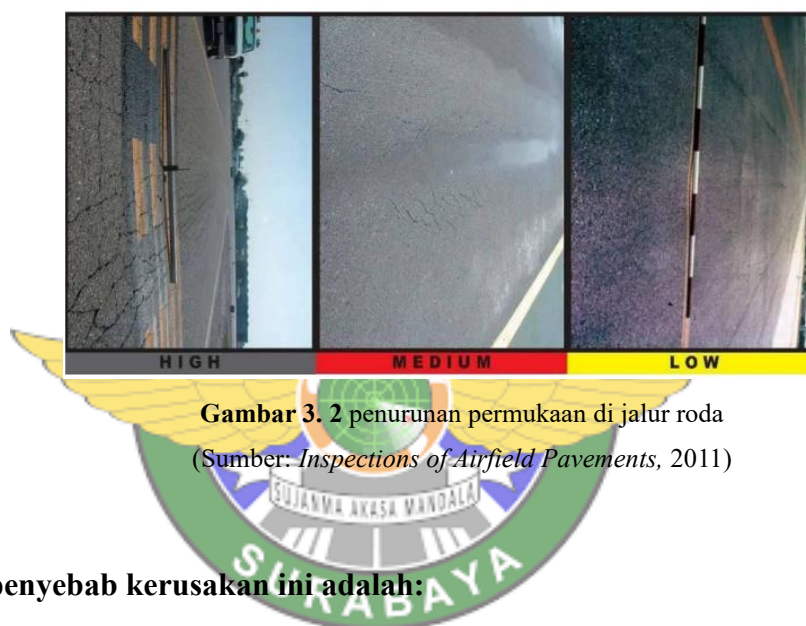 HIGH MEDIUM LOW
Gambar 3. 2 penurunan permukaan di jalur roda
(Sumber: Inspections of Airfield Pavements, 2011)
SUJANMA AKASA MANDALA
penyebab kerusakan ini adalah:
SURABAYA